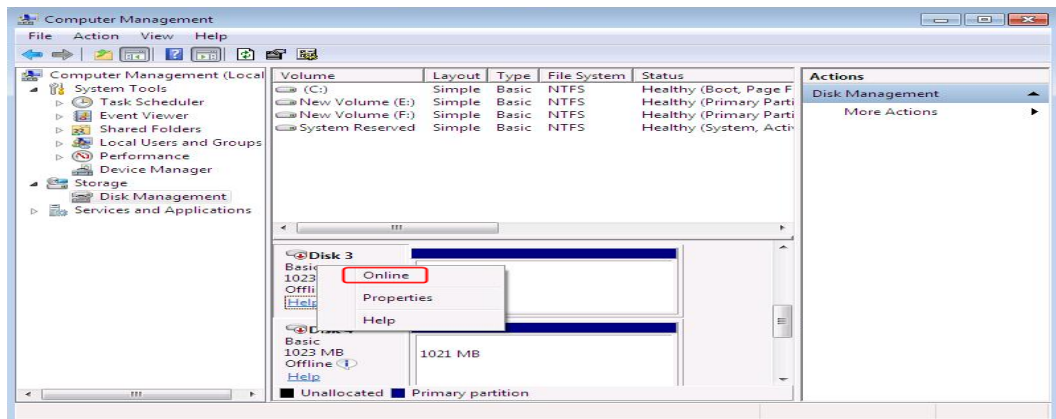 Computer Management
File Action View Help
Computer Management (Local
System Tools
Task Scheduler
Event Viewer
Shared Folders
Local Users and Groups
Performance
Device Manager
Storage
Disk Management
Services and Applications
Volume Layout Type File System Status
(C:) Simple Basic NTFS Healthy (Boot, Page F
New Volume (E:) Simple Basic NTFS Healthy (Primary Parti
New Volume (F:) Simple Basic NTFS Healthy (Primary Parti
System Reserved Simple Basic NTFS Healthy (System, Activ
Disk 3
Basic
1023
Offli
Help
Online
Properties
Help
Basic
1023 MB
Offline
Help
1021 MB
Unallocated Primary partition
Actions
Disk Management
More Actions